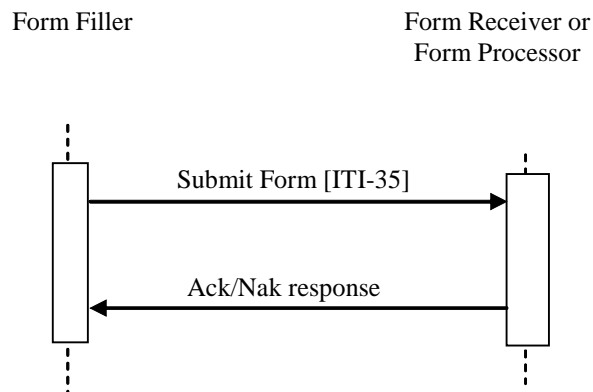 Form Filler
Form Receiver or
Form Processor
Submit Form [ITI-35]
Ack/Nak response